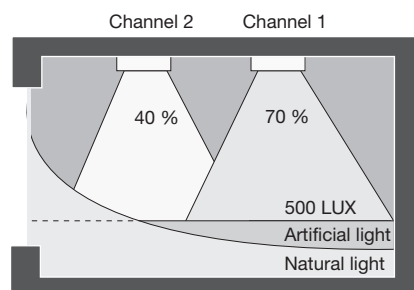 Channel 2 Channel 1
40 % 70 %
500 LUX
Artificial light
Natural light